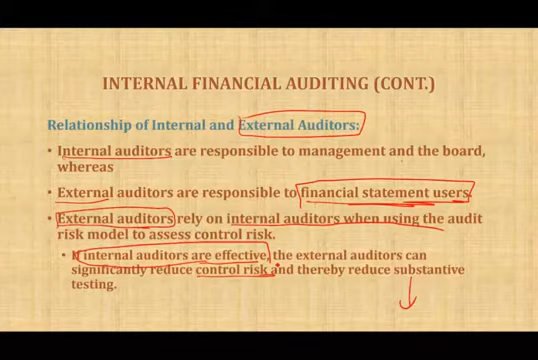 INTERNAL FINANCIAL AUDITING (CONT.)
Relationship of Internal and External Auditors:
• Internal auditors are responsible to management and the board,
whereas
• External auditors are responsible to financial statement users.
• External auditors rely on internal auditors when using the audit
risk model to assess control risk.
• If internal auditors are effective, the external auditors can
significantly reduce control risk and thereby reduce substantive
testing.